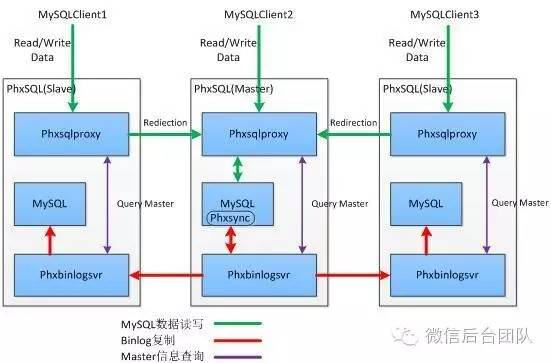 MySQLClient1
MySQLClient2
MySQLClient3
Read/Write
Data
Read/Write
Data
Read/Write
Data
PhxSQL(Slave)
PhxSQL(Master)
PhxSQL(Slave)
Phxsqlproxy
Rediection
Phxsqlproxy
Redirection
Phxsqlproxy
MySQL
Query Master
MySQL
Phxsync
Query Master
MySQL
Query Master
Phxbinlogsvr
Phxbinlogsvr
Phxbinlogsvr
MySQL数据读写
Binlog复制
Master信息查询
微信后台团队